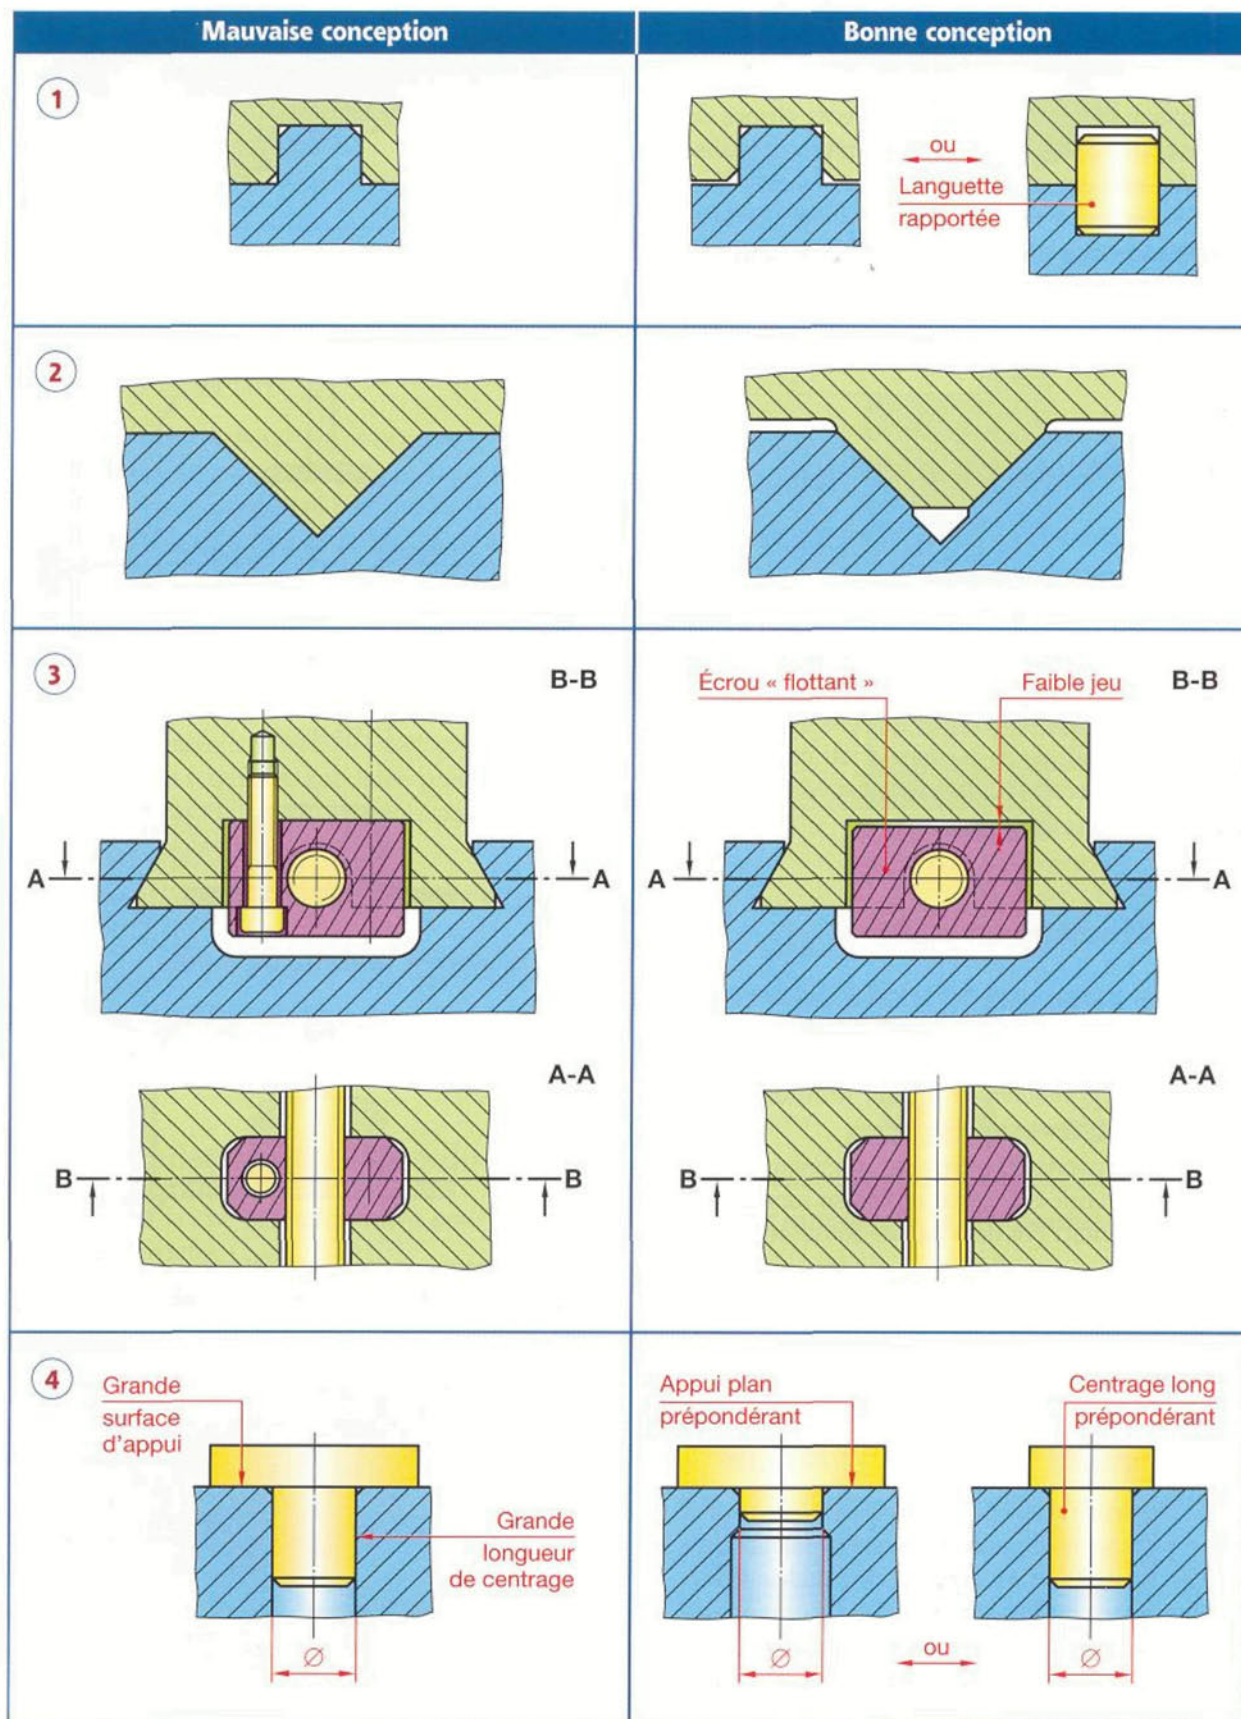 Mauvaise conception
Bonne conception
1
ou
Languette
rapportée
2
3
B-B
A
A
A-A
B
B
Écrou « flottant »
Faible jeu
B-B
A
A
A-A
B
B
4
Grande
surface
d'appui
Grande
longueur
de centrage
Ø
Appui plan
prépondérant
Centrage long
prépondérant
Ø
ou
Ø